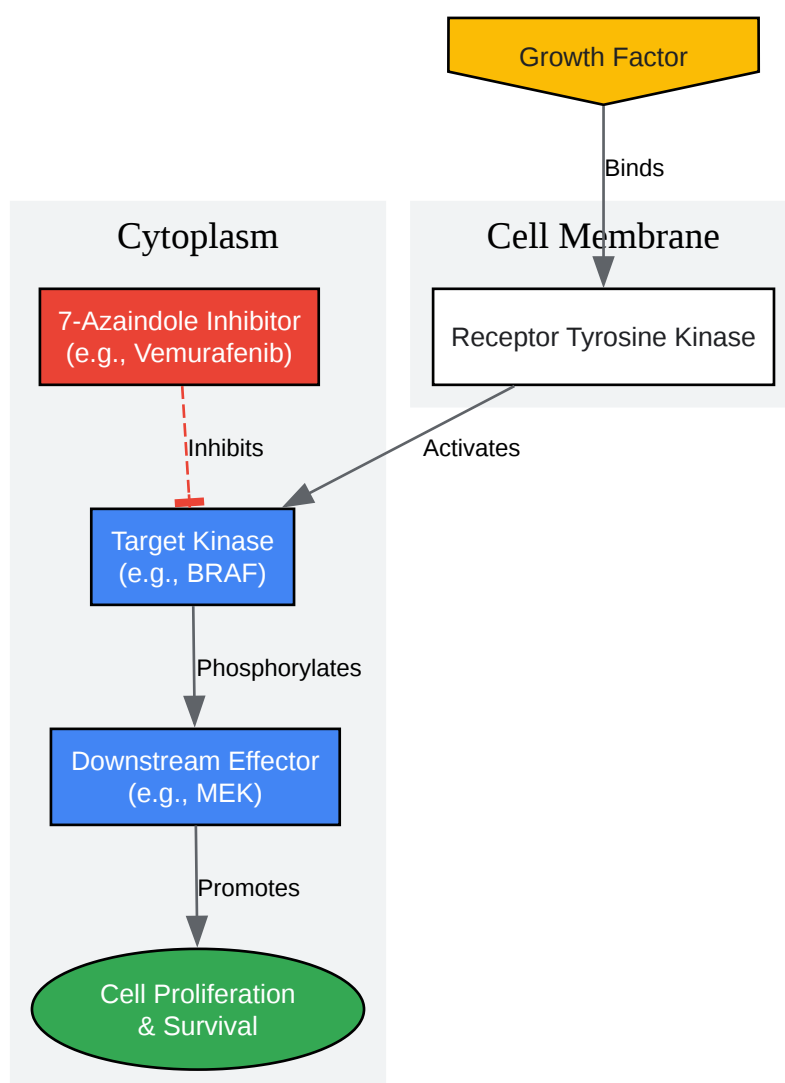 Growth Factor
Binds
Cytoplasm
Cell Membrane
7-Azaindole Inhibitor
(e.g., Vemurafenib)
Receptor Tyrosine Kinase
Inhibits
Activates
Target Kinase
(e.g., BRAF)
Phosphorylates
Downstream Effector
(e.g., MEK)
Promotes
Cell Proliferation
& Survival